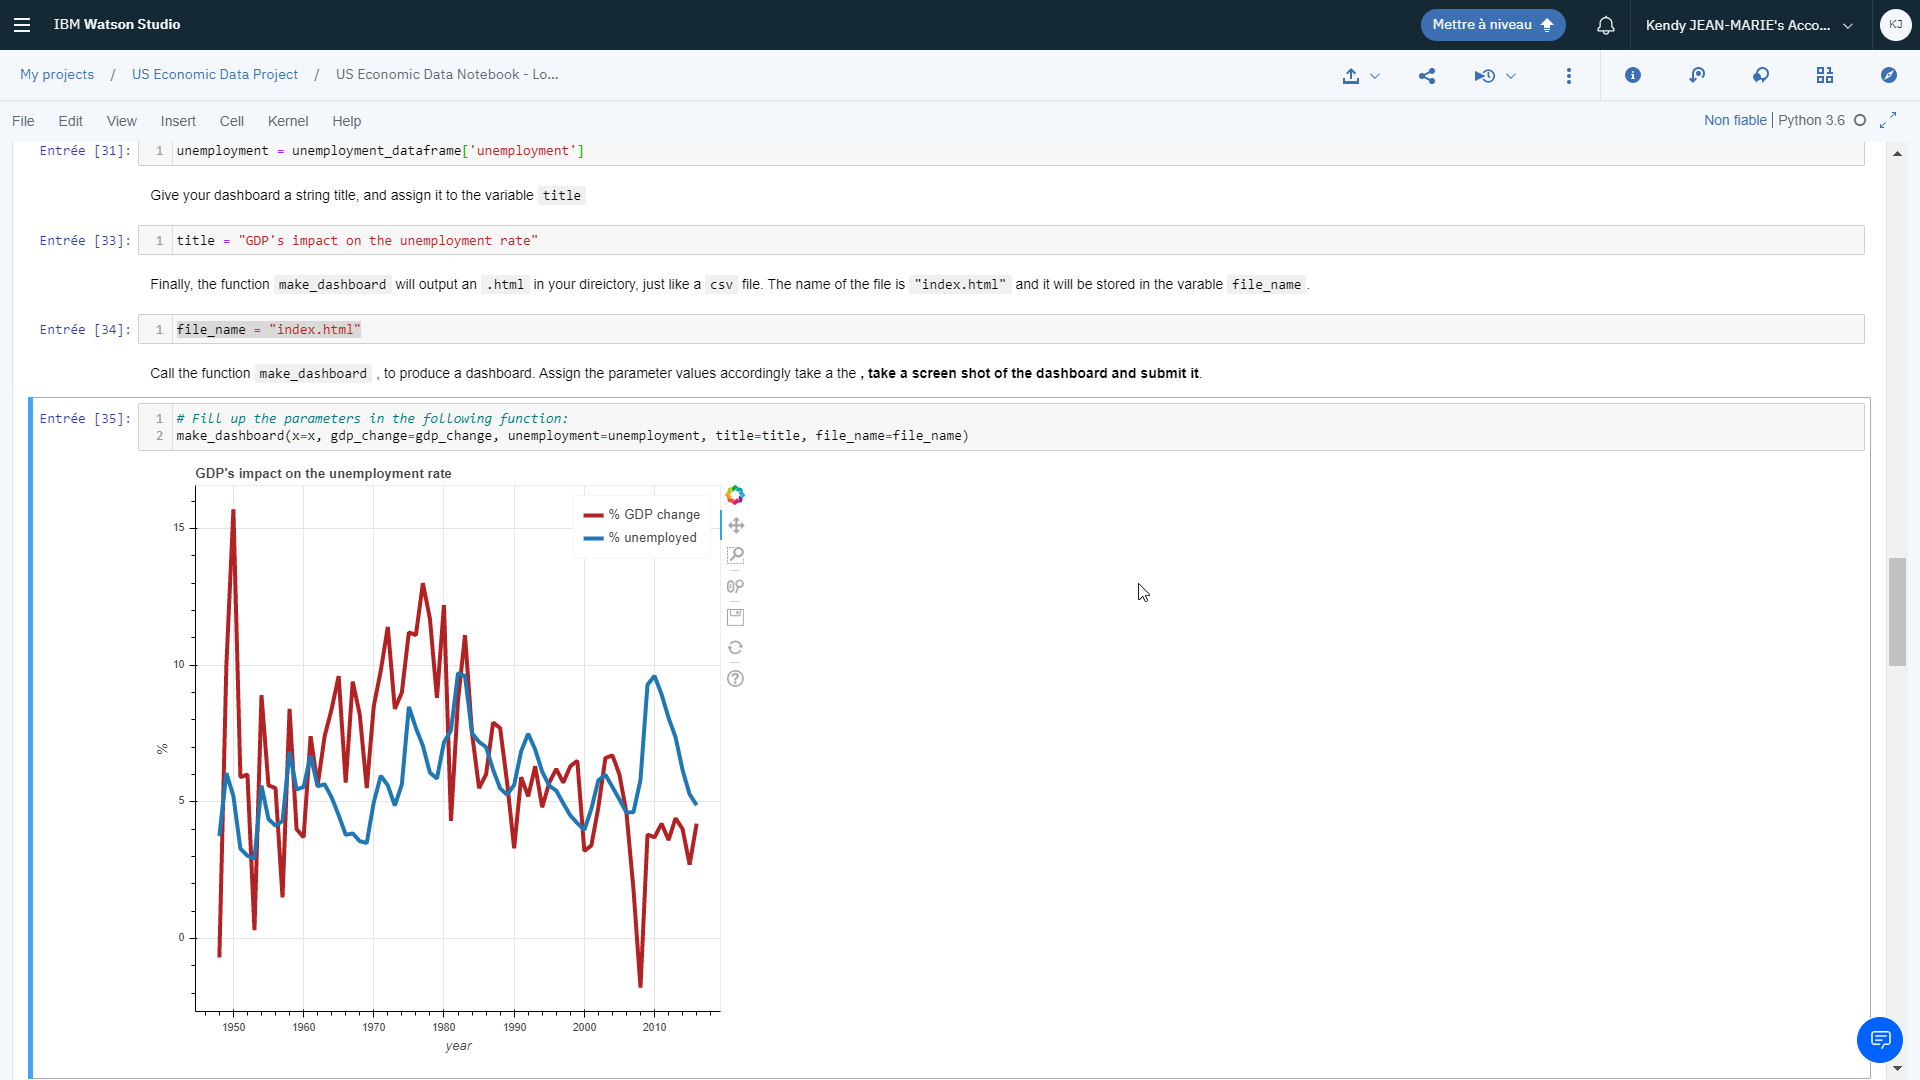 IBM Watson Studio
Mettre à niveau
Kendy JEAN-MARIE's Acco...
KJ
My projects / US Economic Data Project / US Economic Data Notebook - Lo...
File Edit View Insert Cell Kernel Help
Non fiable | Python 3.6
Entrée [31]: 1 unemployment = unemployment_dataframe['unemployment']
Give your dashboard a string title, and assign it to the variable title
Entrée [33]: 1 title = "GDP's impact on the unemployment rate"
Finally, the function make_dashboard will output an .html in your direictory, just like a csv file. The name of the file is "index.html" and it will be stored in the varable file_name .
Entrée [34]: 1 file_name = "index.html"
Call the function make_dashboard , to produce a dashboard. Assign the parameter values accordingly take a the , take a screen shot of the dashboard and submit it.
Entrée [35]: 1 # Fill up the parameters in the following function:
2 make_dashboard(x=x, gdp_change=gdp_change, unemployment=unemployment, title=title, file_name=file_name)
GDP's impact on the unemployment rate
% GDP change
% unemployed
15
10
%
5
0
1950 1960 1970 1980 1990 2000 2010
year